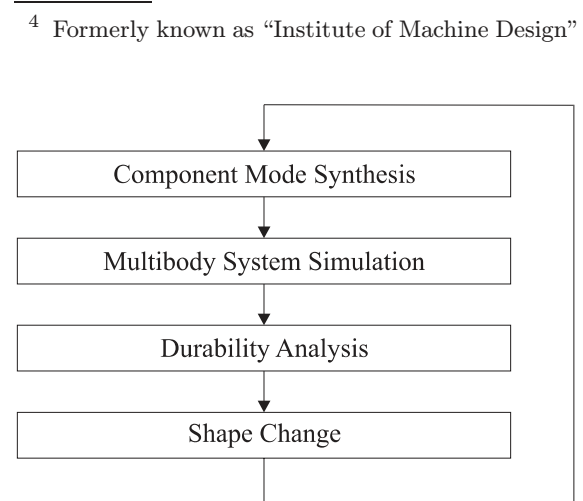 4 Formerly known as “Institute of Machine Design”
Component Mode Synthesis
Multibody System Simulation
Durability Analysis
Shape Change